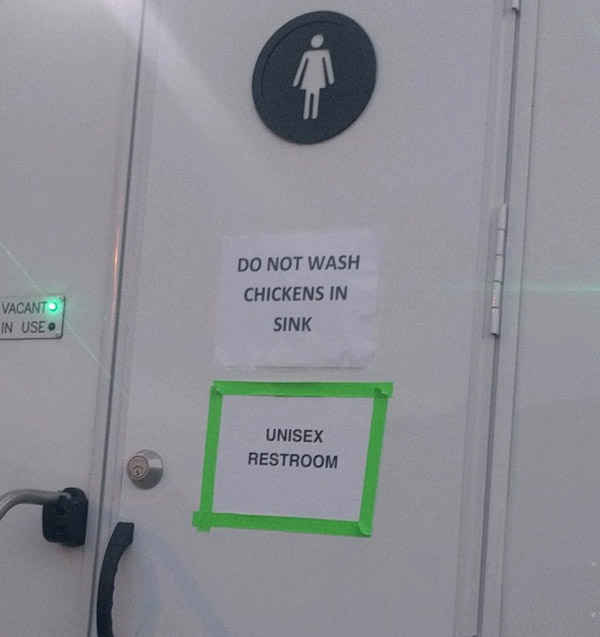 DO NOT WASH
CHICKENS IN
SINK
VACANT
IN USE
UNISEX
RESTROOM